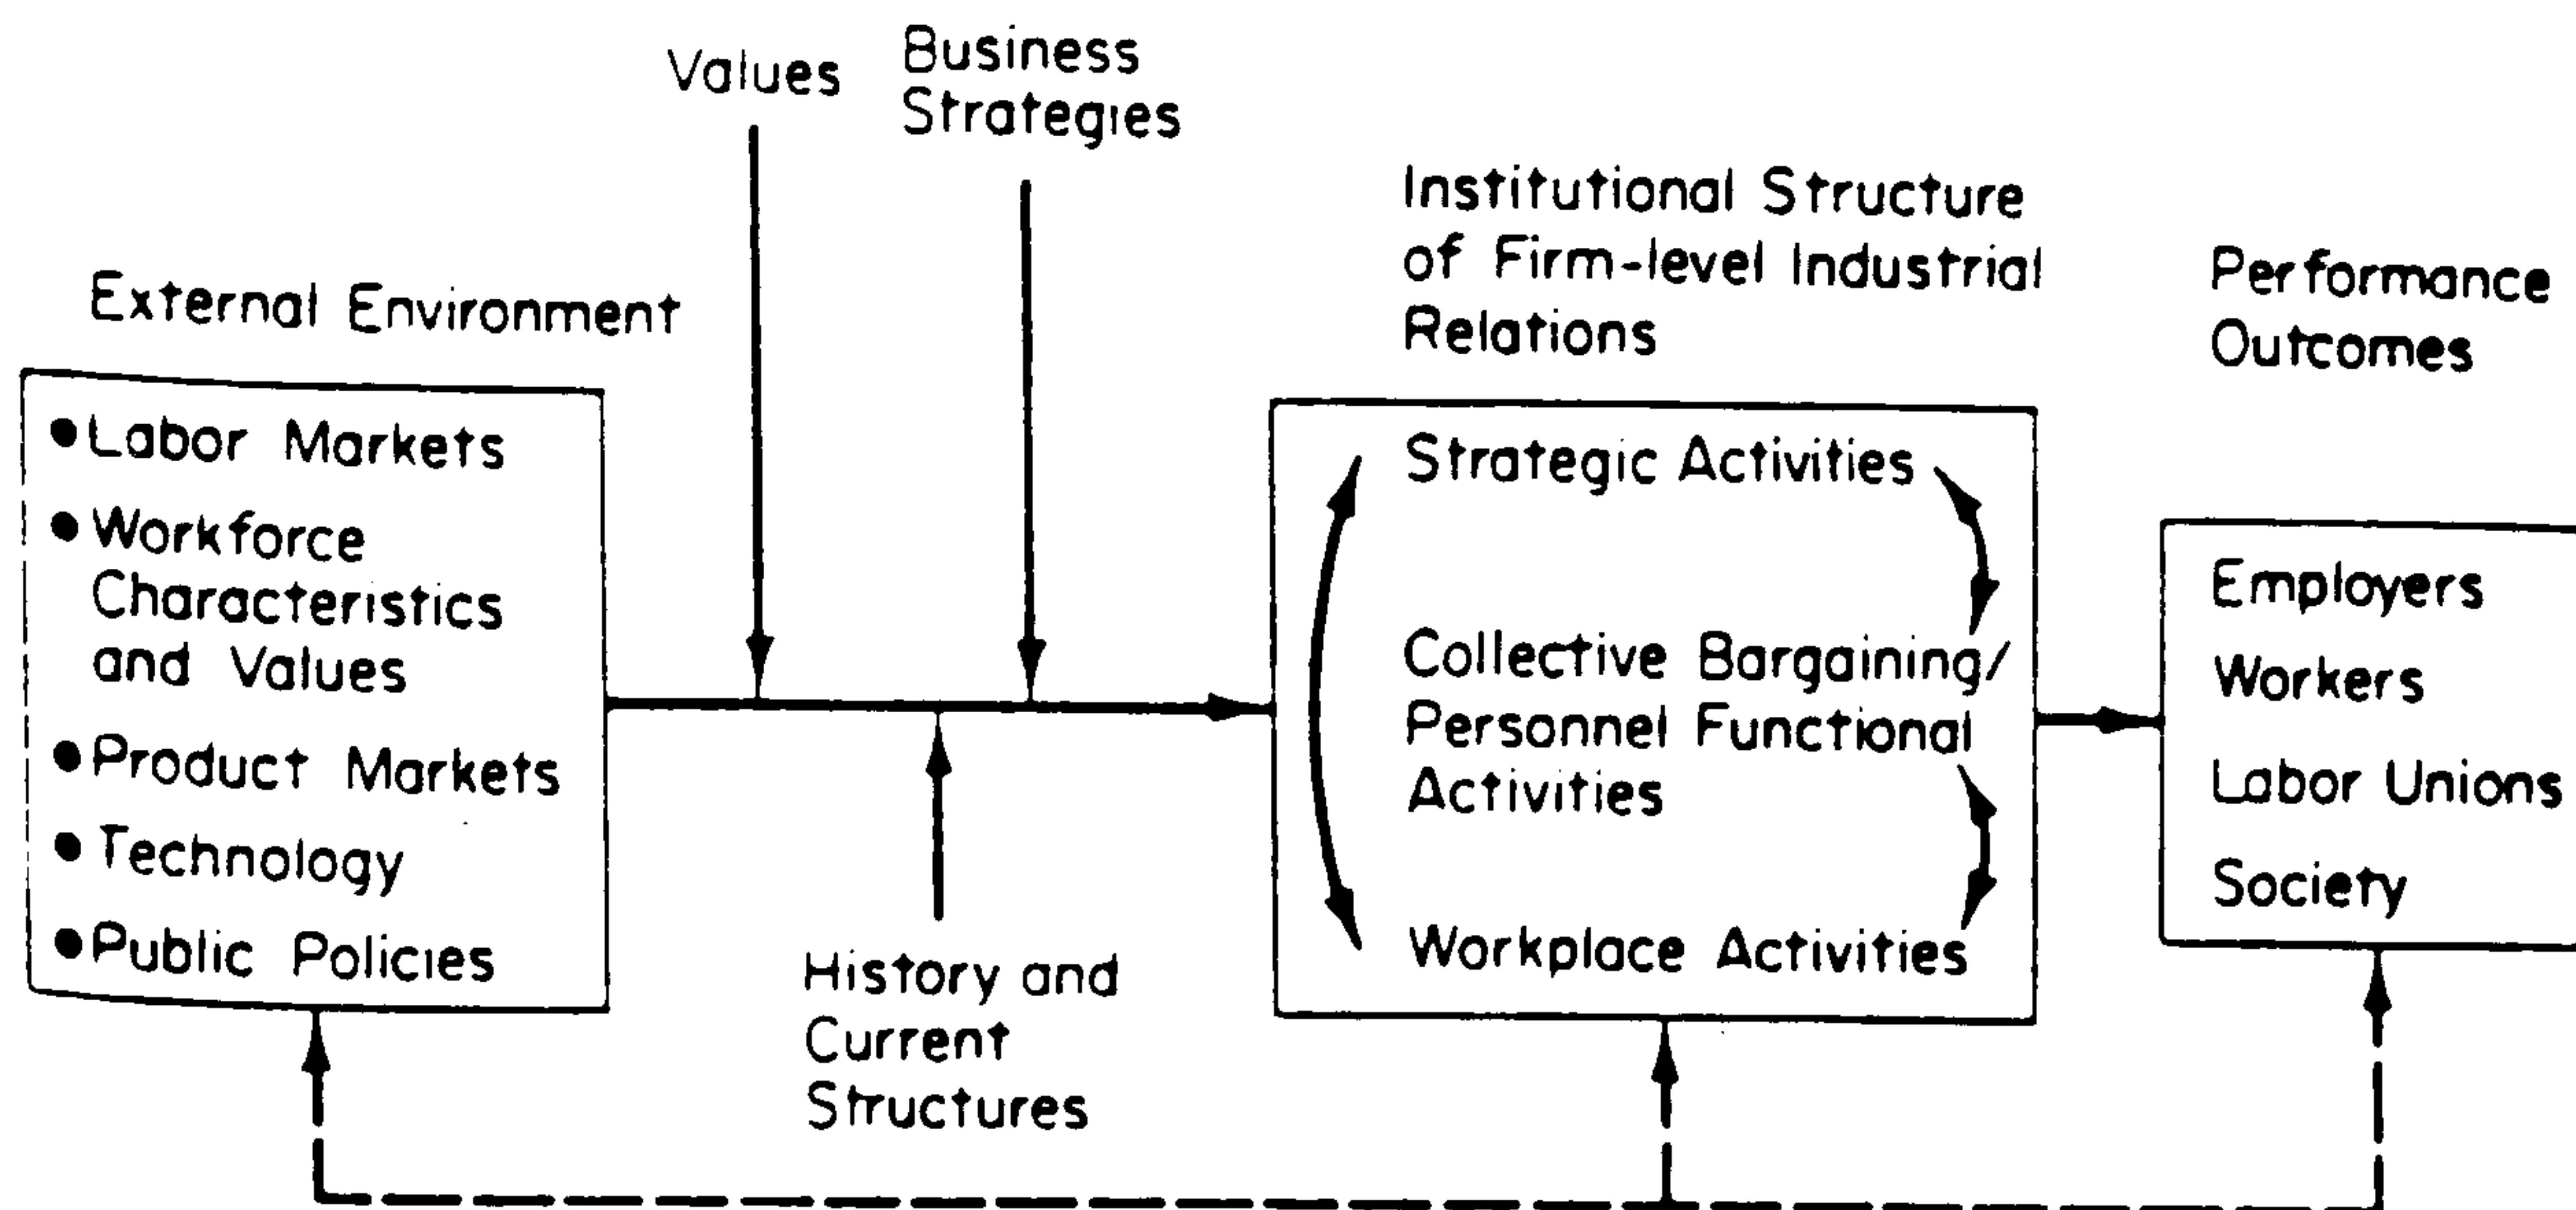 Values
Business
Strategies
External Environment
• Labor Markets
• Workforce
Characteristics
and Values
• Product Markets
• Technology
• Public Policies
History and
Current
Structures
Institutional Structure
of Firm-level Industrial
Relations
Strategic Activities
Collective Bargaining/
Personnel Functional
Activities
Workplace Activities
Performance
Outcomes
Employers
Workers
Labor Unions
Society